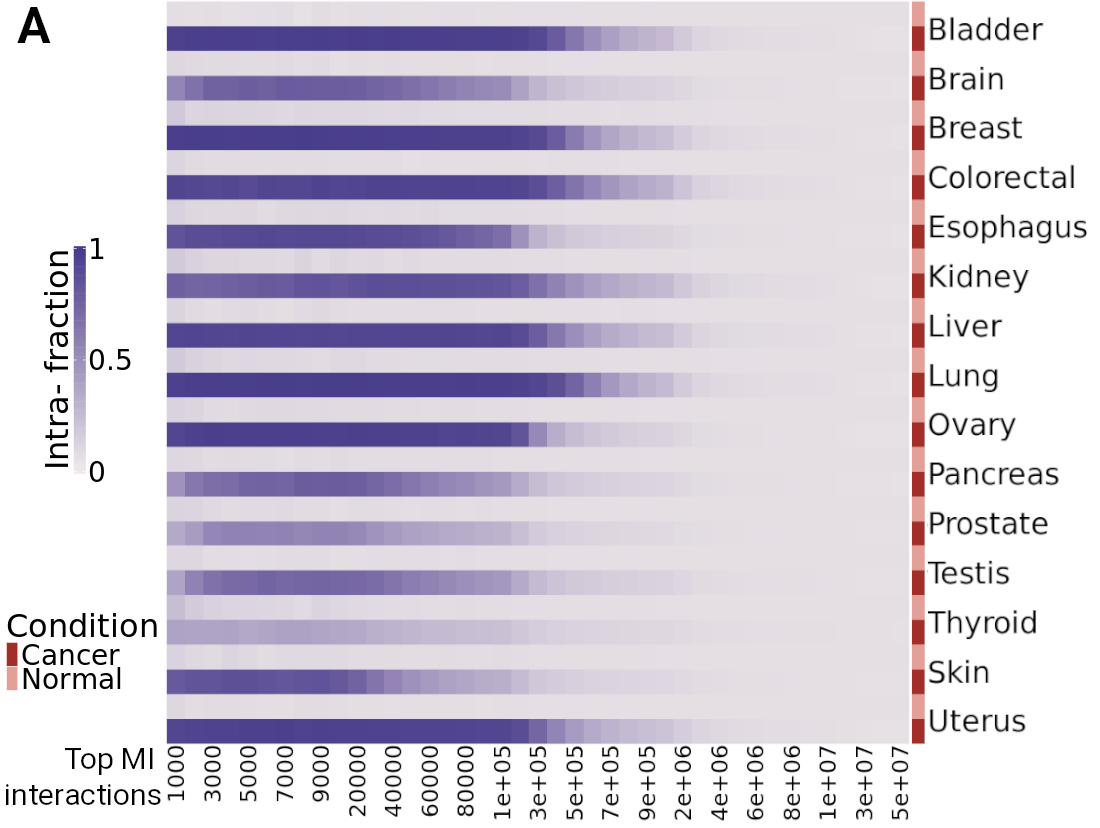 A
Bladder
Brain
Breast
Colorectal
Esophagus
Kidney
Liver
Lung
Ovary
Pancreas
Prostate
Testis
Thyroid
Skin
Uterus
Intra- fraction
1
0.5
0
Condition
Cancer
Normal
Top MI
interactions
1000
3000
5000
7000
9000
20000
40000
60000
80000
1e+05
3e+05
5e+05
7e+05
9e+05
2e+06
4e+06
6e+06
8e+06
1e+07
3e+07
5e+07